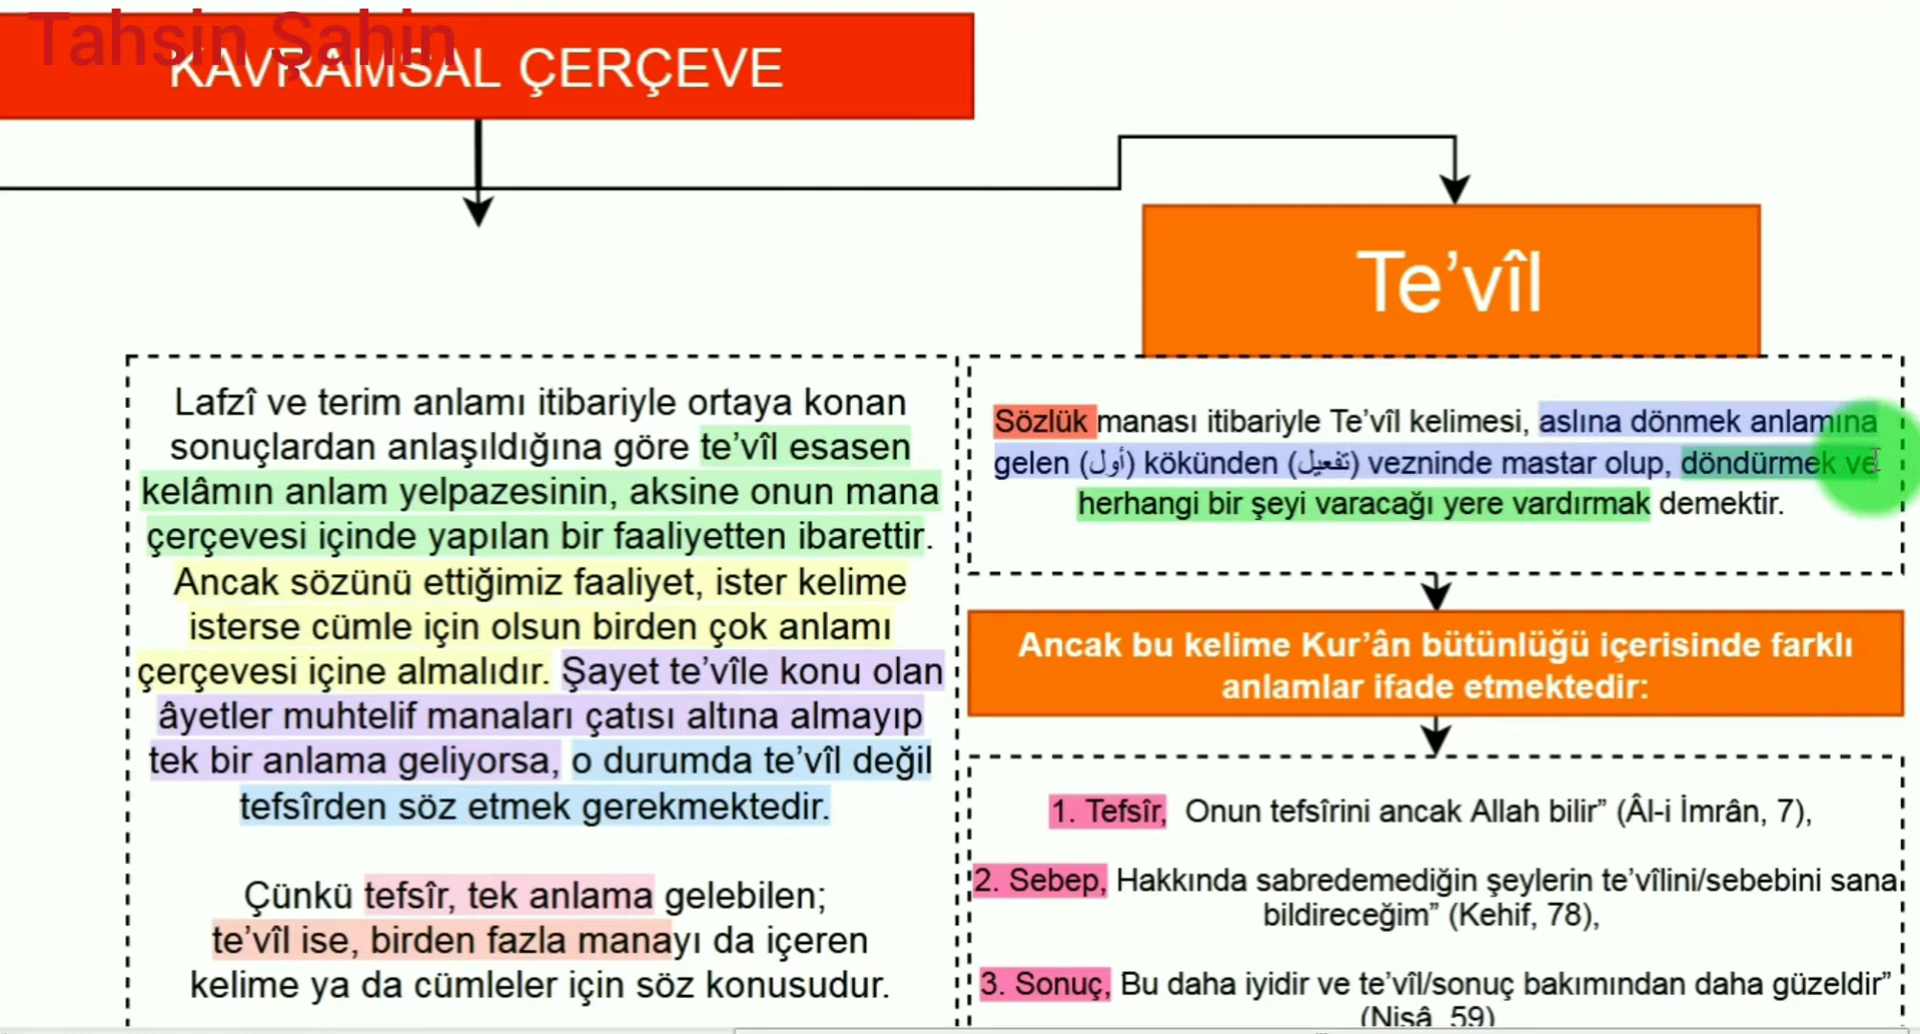 Tahsin Şahin
KAVRAMSAL ÇERÇEVE
Te’vîl
Lafzî ve terim anlamı itibariyle ortaya konan
sonuçlardan anlaşıldığına göre te’vîl esasen
kelâmın anlam yelpazesinin, aksine onun mana
çerçevesi içinde yapılan bir faaliyetten ibarettir.
Ancak sözünü ettiğimiz faaliyet, ister kelime
isterse cümle için olsun birden çok anlamı
çerçevesi içine almalıdır. Şayet te’vîle konu olan
âyetler muhtelif manaları çatısı altına almayıp
tek bir anlama geliyorsa, o durumda te’vîl değil
tefsîrden söz etmek gerekmektedir.
Çünkü tefsîr, tek anlama gelebilen;
te’vîl ise, birden fazla manayı da içeren
kelime ya da cümleler için söz konusudur.
Sözlük manası itibariyle Te’vîl kelimesi, aslına dönmek anlamına
gelen (أول) kökünden (تفعيل) vezninde mastar olup, döndürmek ve
herhangi bir şeyi varacağı yere vardırmak demektir.
Ancak bu kelime Kur’ân bütünlüğü içerisinde farklı
anlamlar ifade etmektedir:
1. Tefsîr, Onun tefsîrini ancak Allah bilir” (Âl-i İmrân, 7),
2. Sebep, Hakkında sabredemediğin şeylerin te’vîlini/sebebini sana
bildireceğim” (Kehif, 78),
3. Sonuç, Bu daha iyidir ve te’vîl/sonuç bakımından daha güzeldir”
(Nisâ, 59)